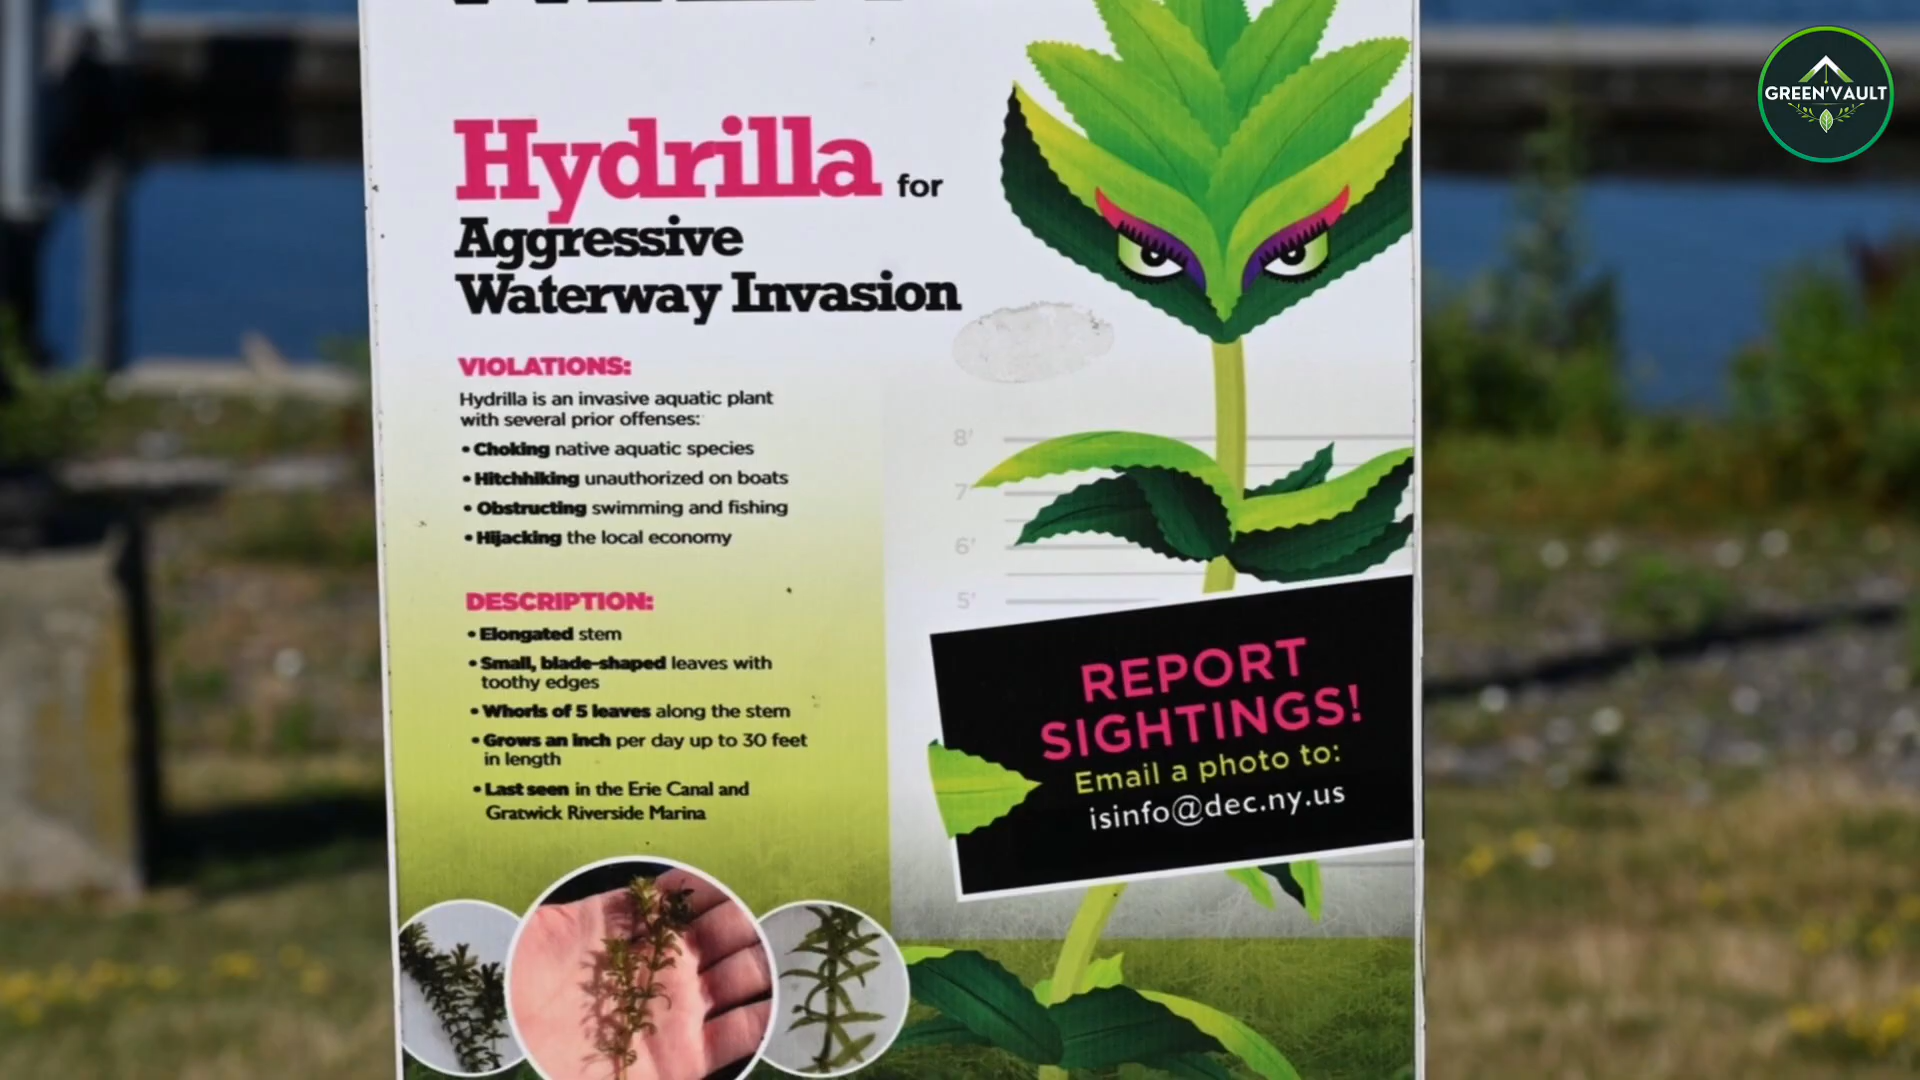 GREEN'VAULT
Hydrilla for
Aggressive
Waterway Invasion
VIOLATIONS:
Hydrilla is an invasive aquatic plant
with several prior offenses:
• Choking native aquatic species
• Hitchhiking unauthorized on boats
• Obstructing swimming and fishing
• Hijacking the local economy
DESCRIPTION:
• Elongated stem
• Small, blade-shaped leaves with
toothy edges
• Whorls of 5 leaves along the stem
• Grows an inch per day up to 30 feet
in length
• Last seen in the Erie Canal and
Gratwick Riverside Marina
8'
7'
6'
5'
REPORT
SIGHTINGS!
Email a photo to:
isinfo@dec.ny.us